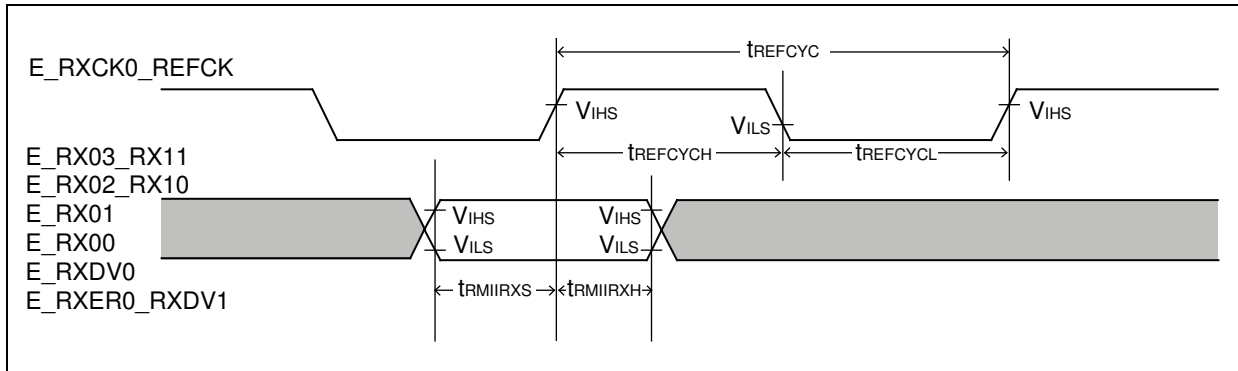 tREFCYC
E_RXCK0_REFCK
VIHS
VILS
VIHS
tREFCYCH
tREFCYCL
E_RX03_RX11
E_RX02_RX10
E_RX01
VIHS
VIHS
E_RX00
VILS
VILS
E_RXDV0
E_RXER0_RXDV1
tRMIIRXS
tRMIIRXH